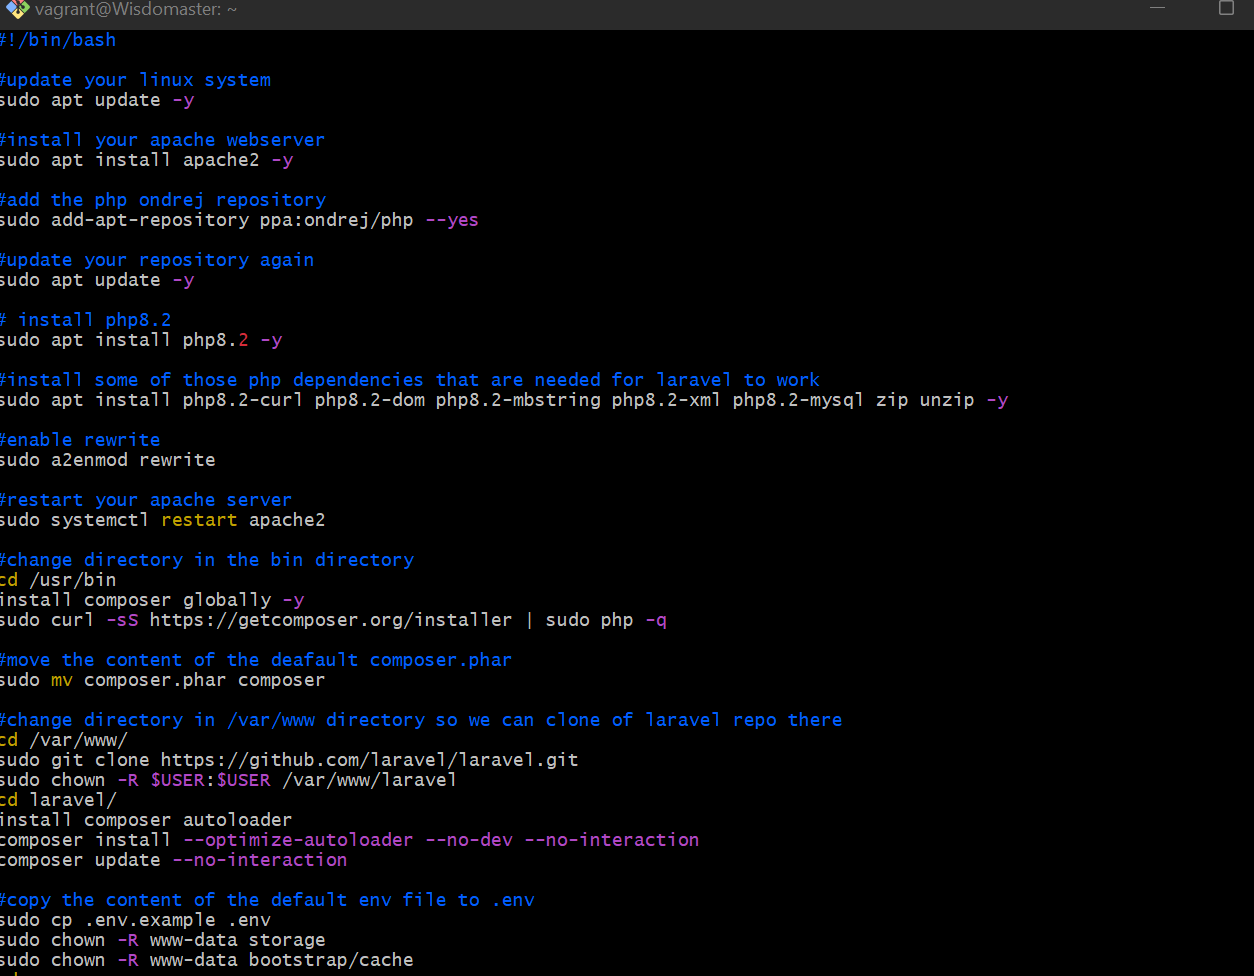 vagrant@Wisdomaster: ~
#!/bin/bash
#update your linux system
sudo apt update -y
#install your apache webserver
sudo apt install apache2 -y
#add the php ondrej repository
sudo add-apt-repository ppa:ondrej/php --yes
#update your repository again
sudo apt update -y
# install php8.2
sudo apt install php8.2 -y
#install some of those php dependencies that are needed for laravel to work
sudo apt install php8.2-curl php8.2-dom php8.2-mbstring php8.2-xml php8.2-mysql zip unzip -y
#enable rewrite
sudo a2enmod rewrite
#restart your apache server
sudo systemctl restart apache2
#change directory in the bin directory
cd /usr/bin
install composer globally -y
sudo curl -sS https://getcomposer.org/installer | sudo php -q
#move the content of the deafault composer.phar
sudo mv composer.phar composer
#change directory in /var/www directory so we can clone of laravel repo there
cd /var/www/
sudo git clone https://github.com/laravel/laravel.git
sudo chown -R $USER:$USER /var/www/laravel
cd laravel/
install composer autoloader
composer install --optimize-autoloader --no-dev --no-interaction
composer update --no-interaction
#copy the content of the default env file to .env
sudo cp .env.example .env
sudo chown -R www-data storage
sudo chown -R www-data bootstrap/cache